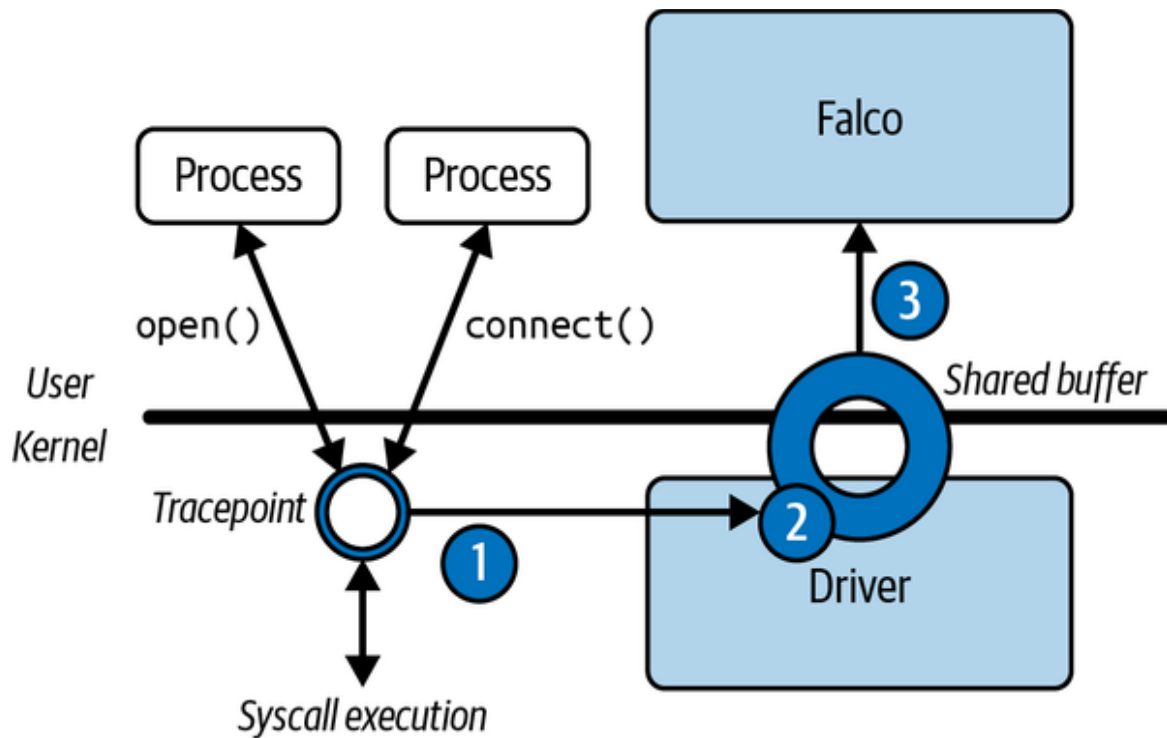 Falco
Process
Process
open()
connect()
3
User
Shared buffer
Kernel
Tracepoint
1
2
Driver
Syscall execution